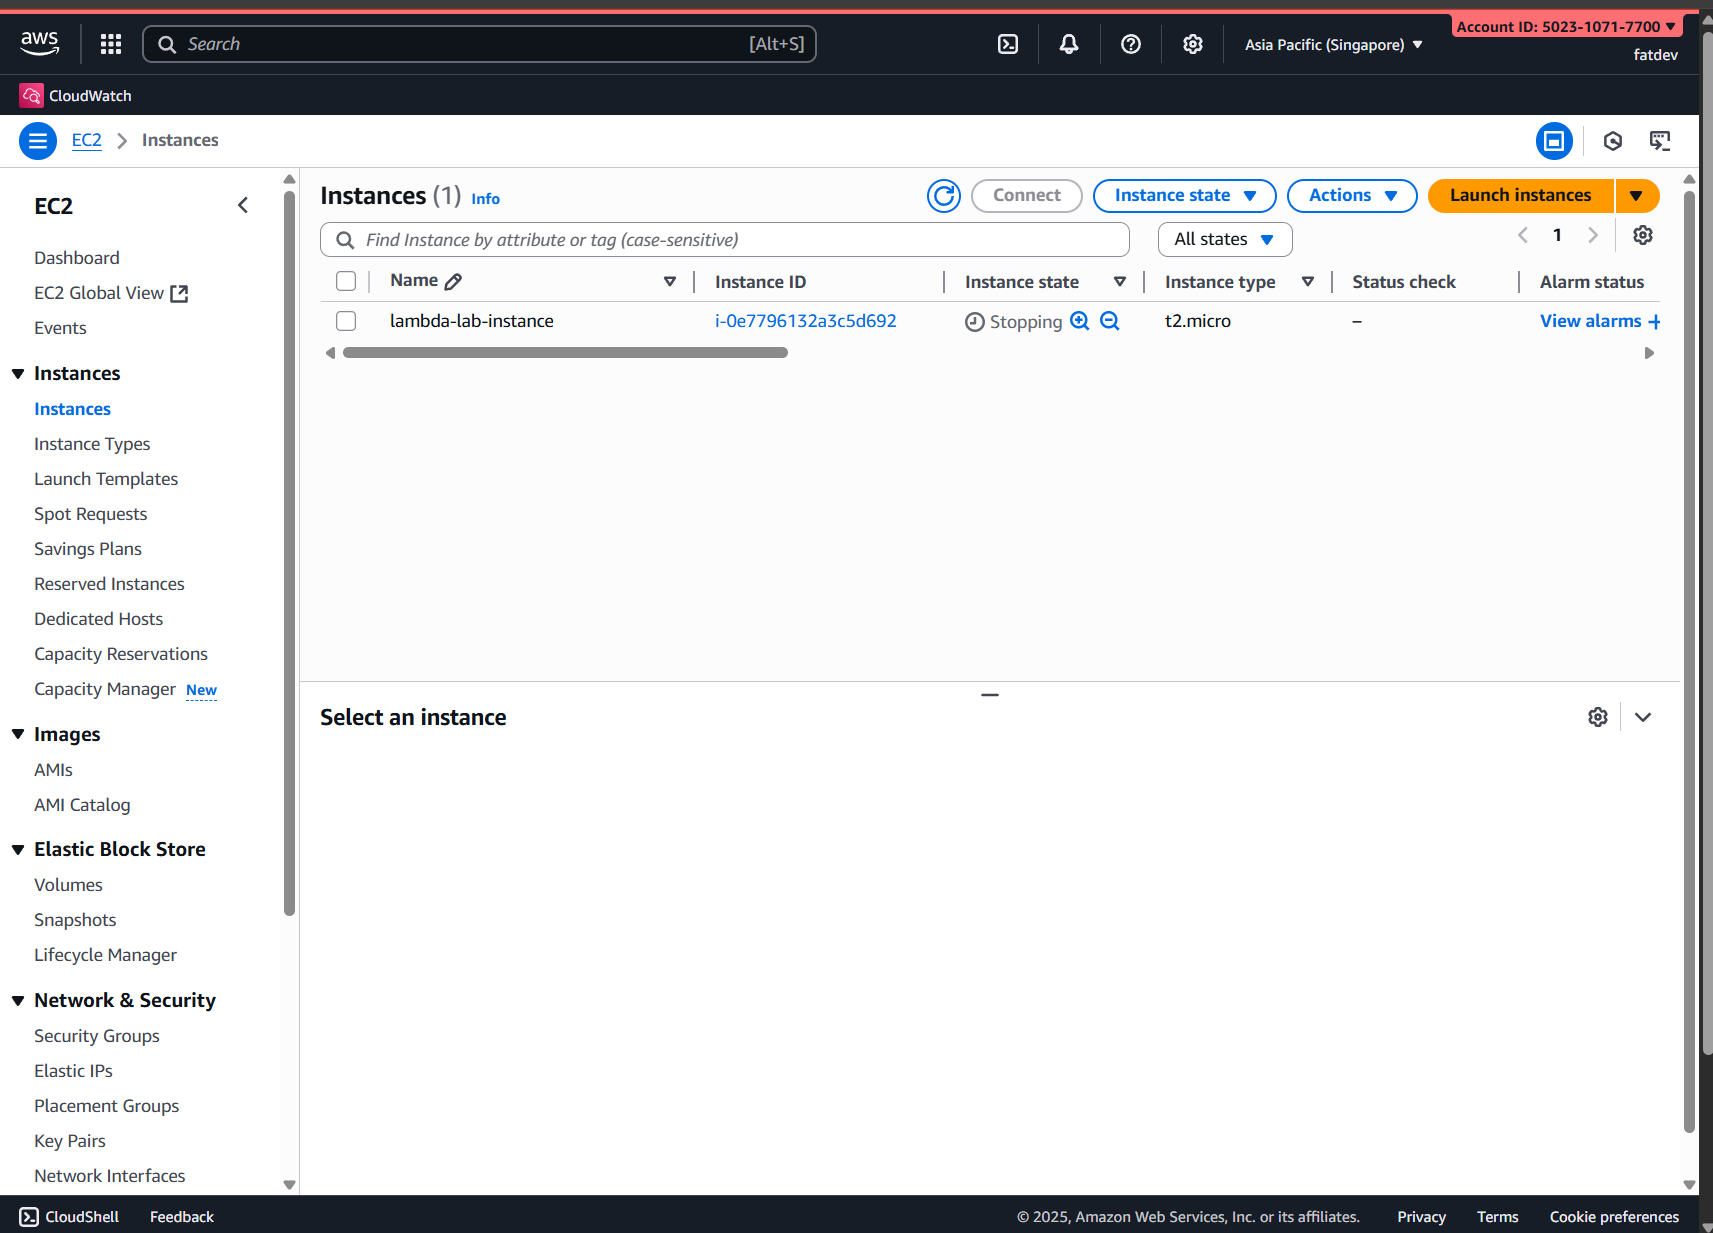 aws
Search
[Alt+S]
Asia Pacific (Singapore)
Account ID: 5023-1071-7700
fatdev
CloudWatch
EC2 Instances
EC2
Dashboard
EC2 Global View
Events
Instances
Instances
Instance Types
Launch Templates
Spot Requests
Savings Plans
Reserved Instances
Dedicated Hosts
Capacity Reservations
Capacity Manager New
Images
AMIs
AMI Catalog
Elastic Block Store
Volumes
Snapshots
Lifecycle Manager
Network & Security
Security Groups
Elastic IPs
Placement Groups
Key Pairs
Network Interfaces
Instances (1) Info
Connect
Instance state
Actions
Launch instances
Find Instance by attribute or tag (case-sensitive)
All states
1
Name Instance ID Instance state Instance type Status check Alarm status
lambda-lab-instance i-0e7796132a3c5d692 Stopping t2.micro – View alarms +
Select an instance
CloudShell Feedback
© 2025, Amazon Web Services, Inc. or its affiliates. Privacy Terms Cookie preferences